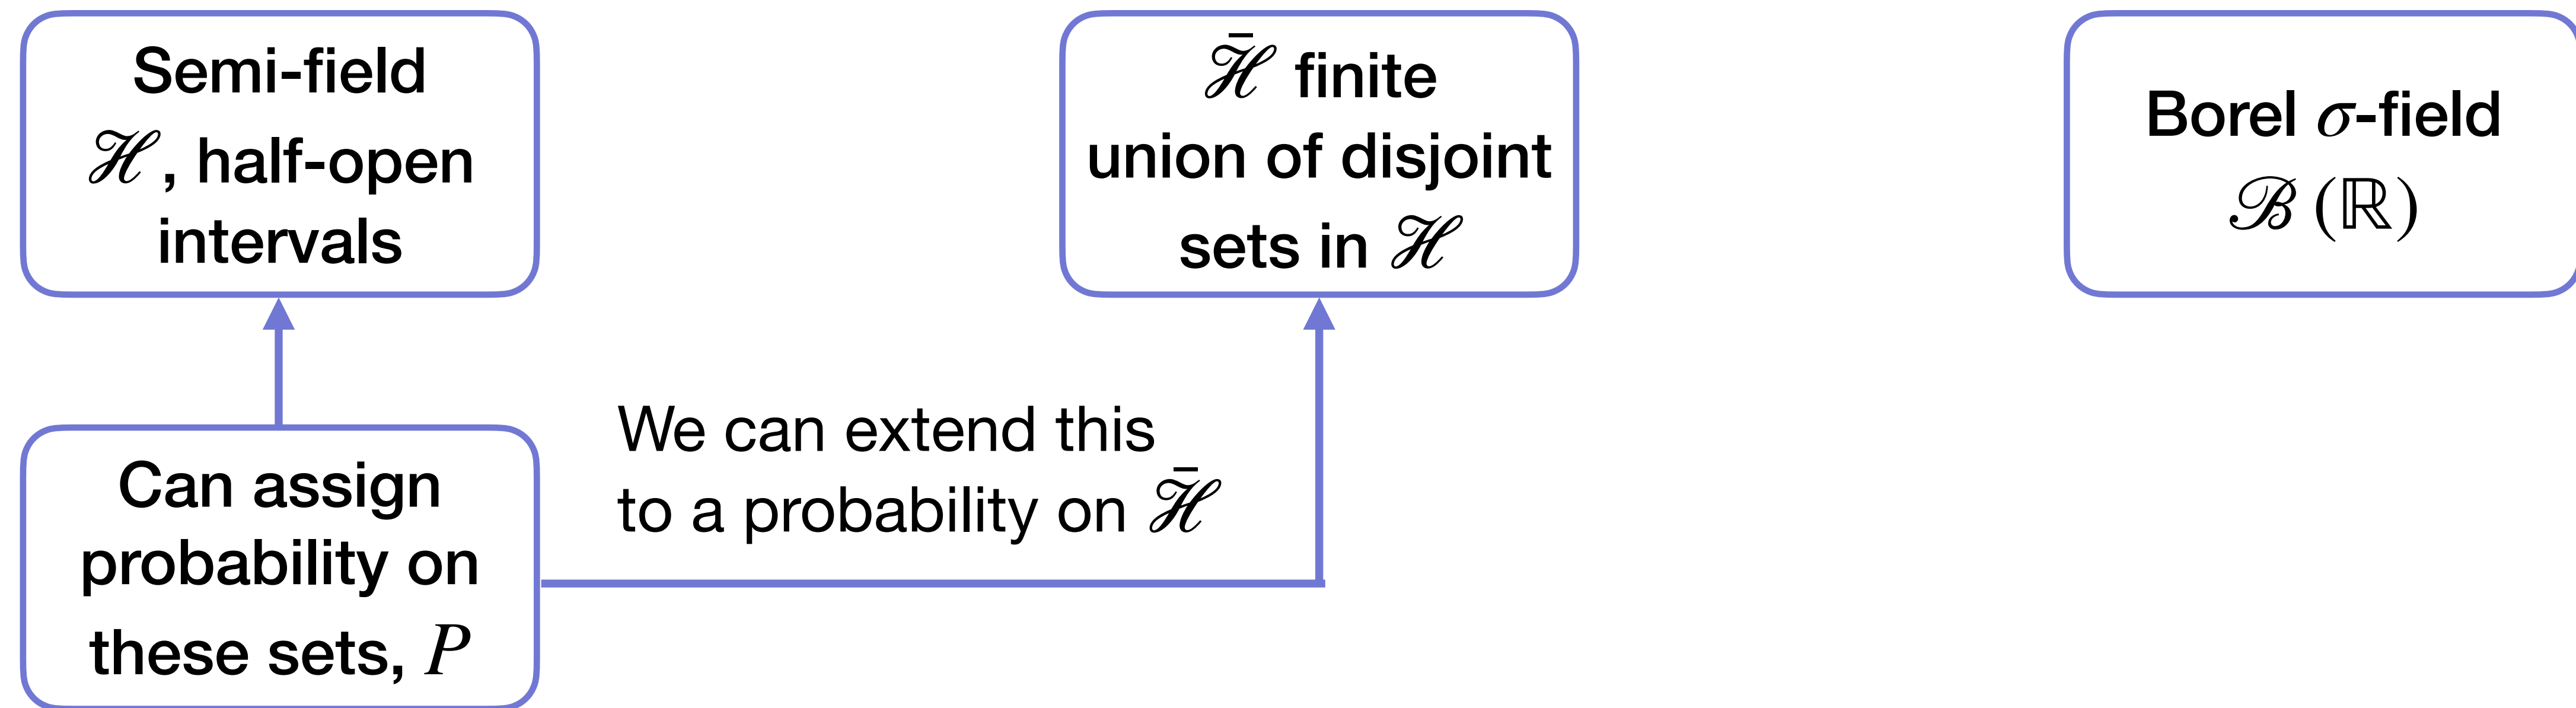 Semi-field
ℋ, half-open
intervals
ℋ̄ finite
union of disjoint
sets in ℋ
Borel σ-field
ℬ (ℝ)
Can assign
probability on
these sets, P
We can extend this
to a probability on ℋ̄